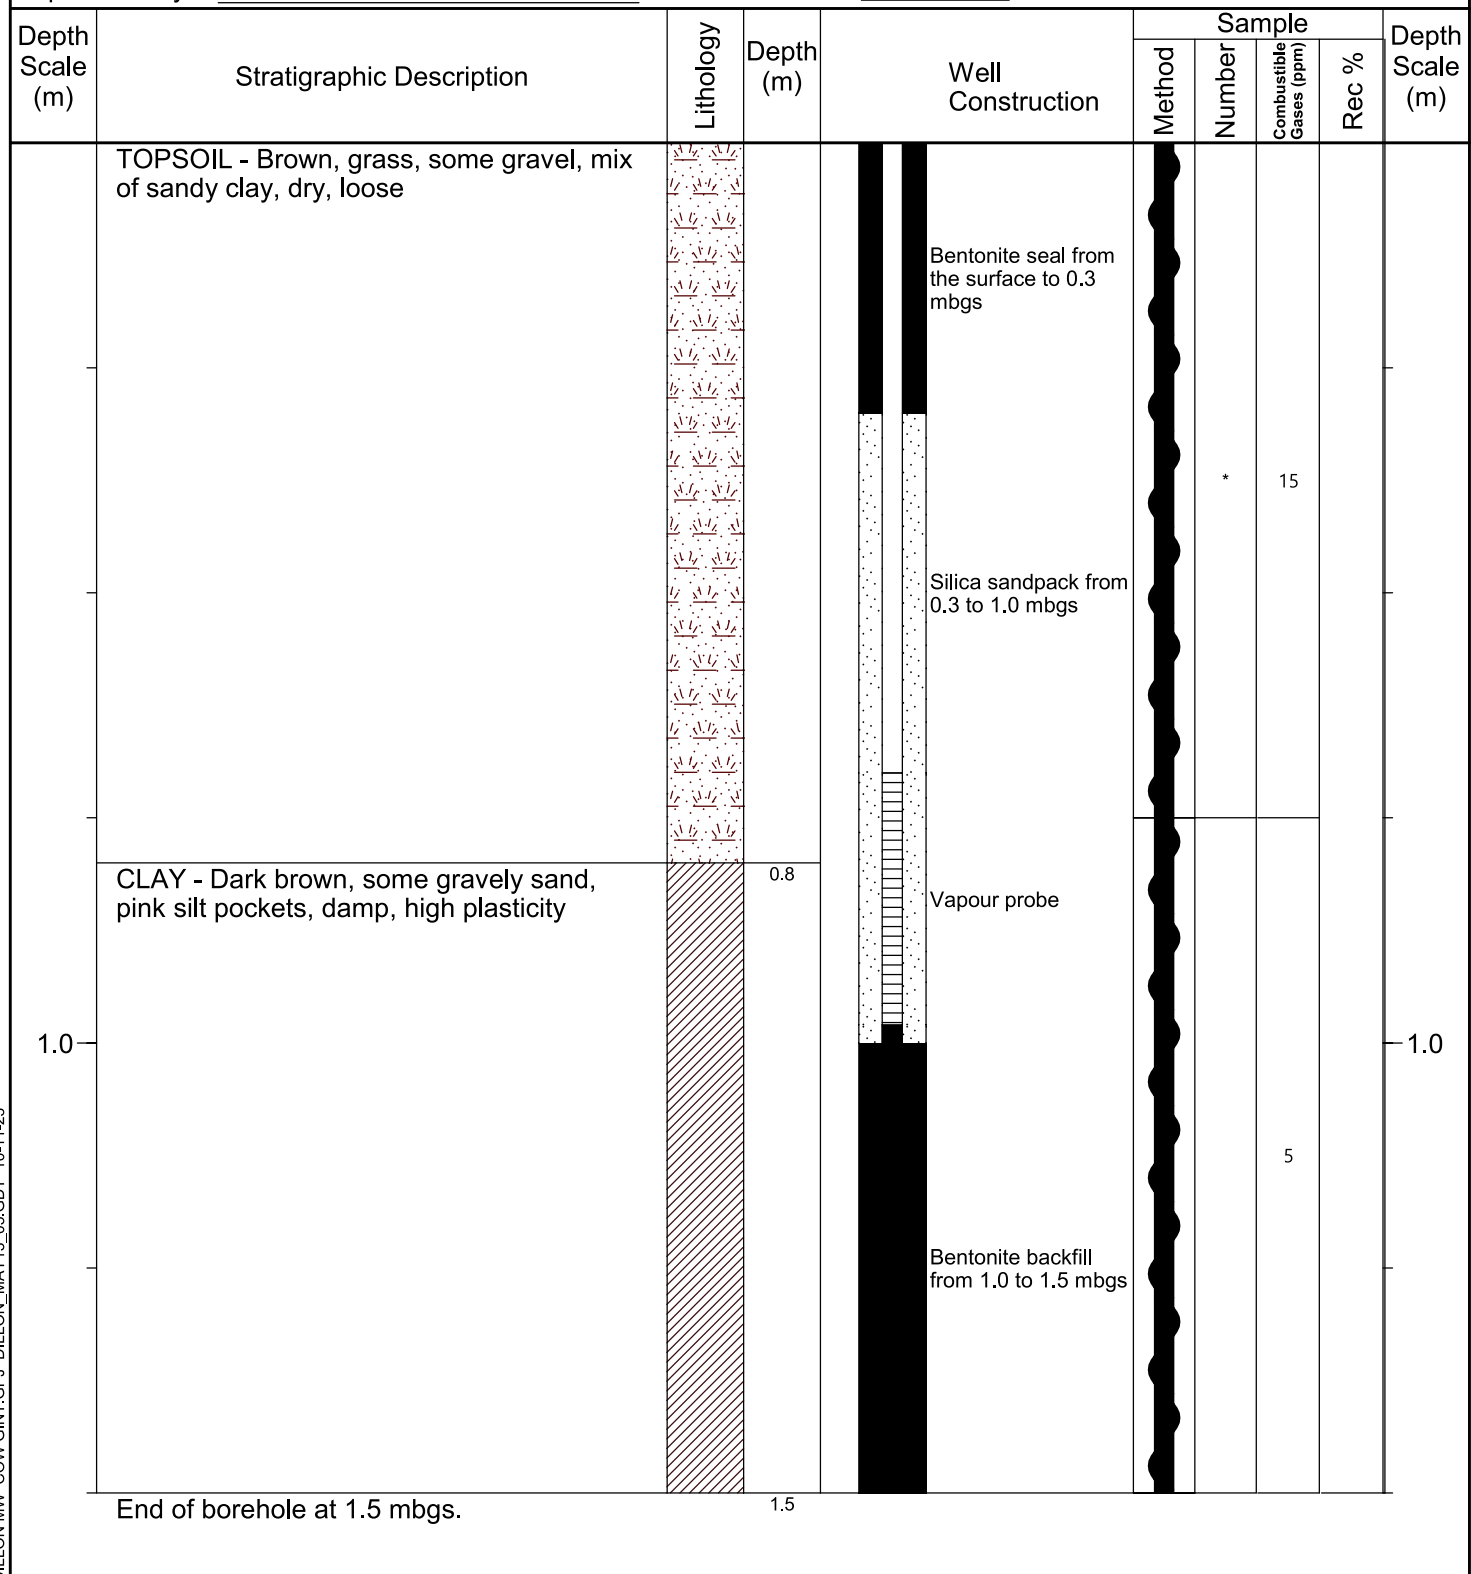 Depth
Scale
(m)
Stratigraphic Description
Lithology
Depth
(m)
Well
Construction
Sample
Method
Number
Combustible
Gases (ppm)
Rec %
Depth
Scale
(m)
TOPSOIL - Brown, grass, some gravel, mix
of sandy clay, dry, loose
Bentonite seal from
the surface to 0.3
mbgs
* 15
Silica sandpack from
0.3 to 1.0 mbgs
CLAY - Dark brown, some gravely sand,
pink silt pockets, damp, high plasticity
0.8
Vapour probe
1.0
1.0
5
Bentonite backfill
from 1.0 to 1.5 mbgs
End of borehole at 1.5 mbgs.
1.5